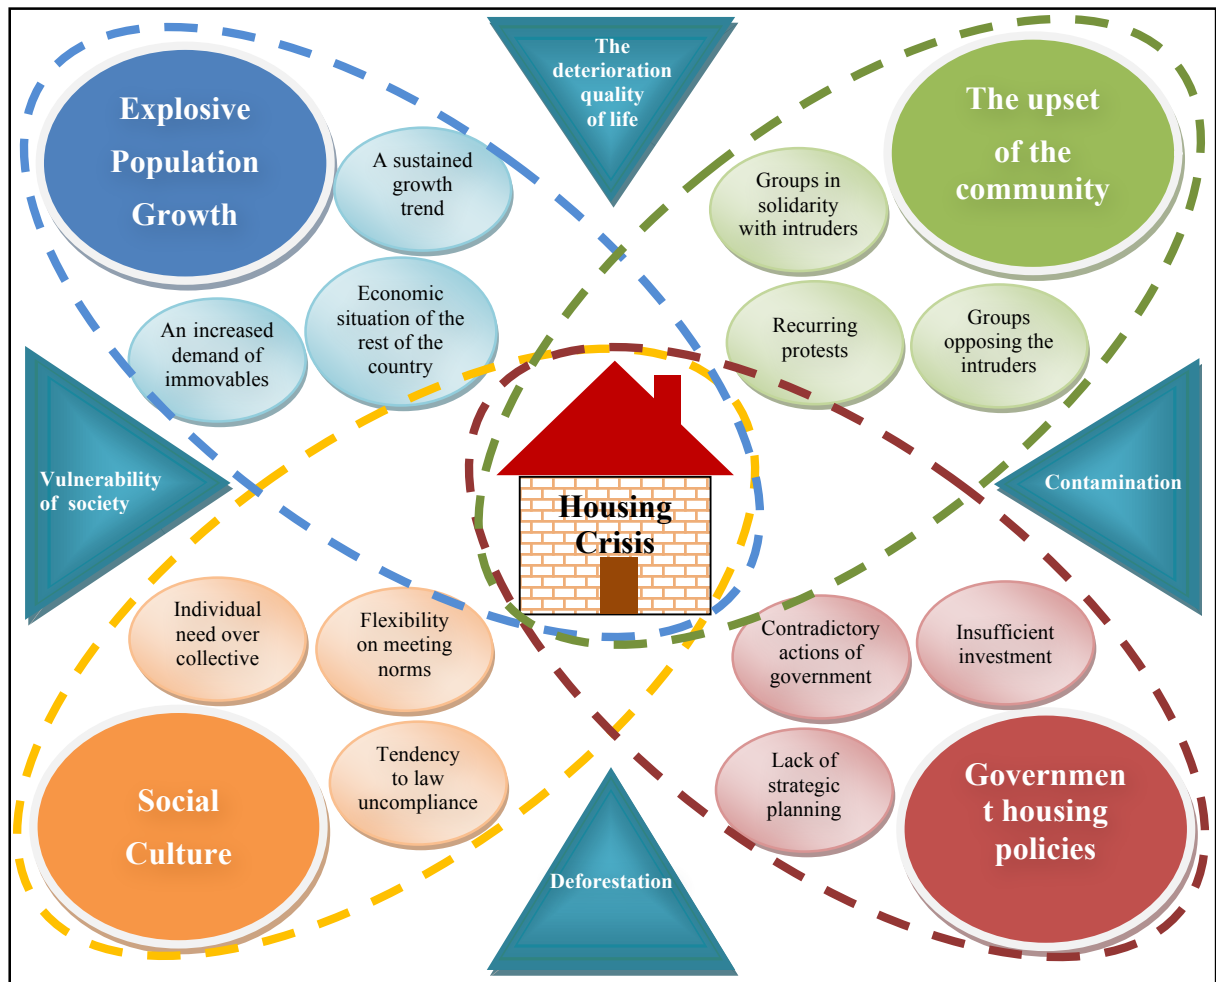 Explosive
Population
Growth
A sustained
growth
trend
An increased
demand of
immovables
Economic
situation of the
rest of the
country
The
deterioration
quality
of life
The upset
of the
community
Groups in
solidarity
with intruders
Recurring
protests
Groups
opposing the
intruders
Vulnerability
of society
Housing
Crisis
Contamination
Individual
need over
collective
Flexibility
on meeting
norms
Tendency
to law
uncompliance
Social
Culture
Deforestation
Contradictory
actions of
government
Insufficient
investment
Lack of
strategic
planning
Governmen
t housing
policies